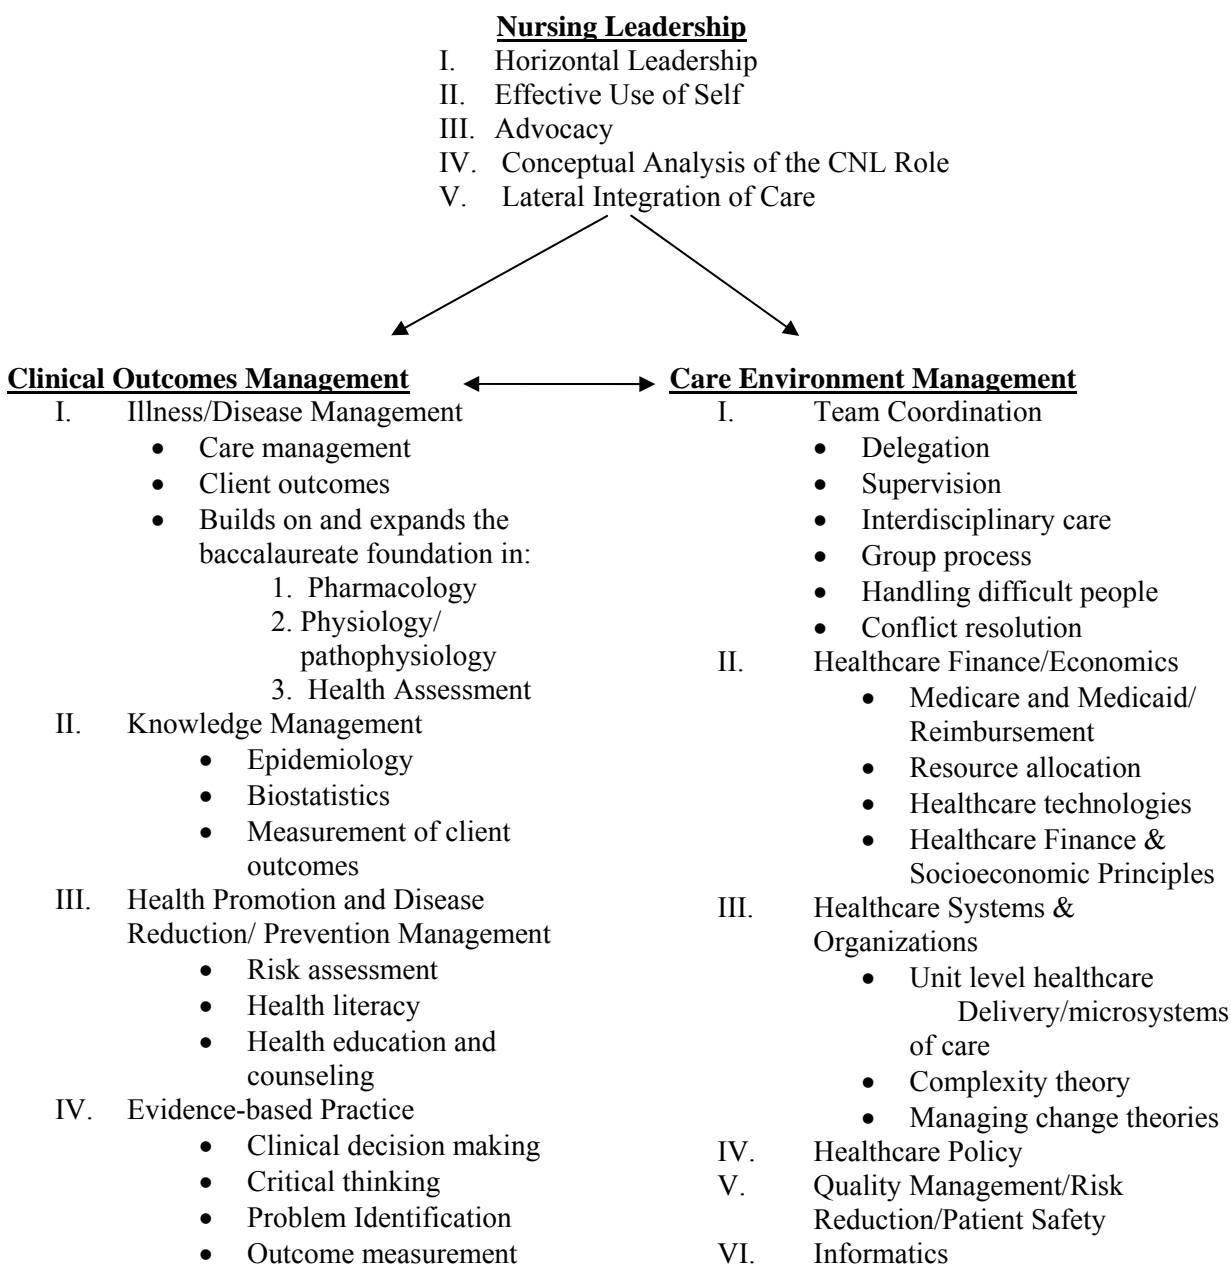 Nursing Leadership
I. Horizontal Leadership
II. Effective Use of Self
III. Advocacy
IV. Conceptual Analysis of the CNL Role
V. Lateral Integration of Care
Clinical Outcomes Management
I. Illness/Disease Management
• Care management
• Client outcomes
• Builds on and expands the
baccalaureate foundation in:
1. Pharmacology
2. Physiology/
pathophysiology
3. Health Assessment
II. Knowledge Management
• Epidemiology
• Biostatistics
• Measurement of client
outcomes
III. Health Promotion and Disease
Reduction/ Prevention Management
• Risk assessment
• Health literacy
• Health education and
counseling
IV. Evidence-based Practice
• Clinical decision making
• Critical thinking
• Problem Identification
• Outcome measurement
Care Environment Management
I. Team Coordination
• Delegation
• Supervision
• Interdisciplinary care
• Group process
• Handling difficult people
• Conflict resolution
II. Healthcare Finance/Economics
• Medicare and Medicaid/
Reimbursement
• Resource allocation
• Healthcare technologies
• Healthcare Finance &
Socioeconomic Principles
III. Healthcare Systems &
Organizations
• Unit level healthcare
Delivery/microsystems
of care
• Complexity theory
• Managing change theories
IV. Healthcare Policy
V. Quality Management/Risk
Reduction/Patient Safety
VI. Informatics